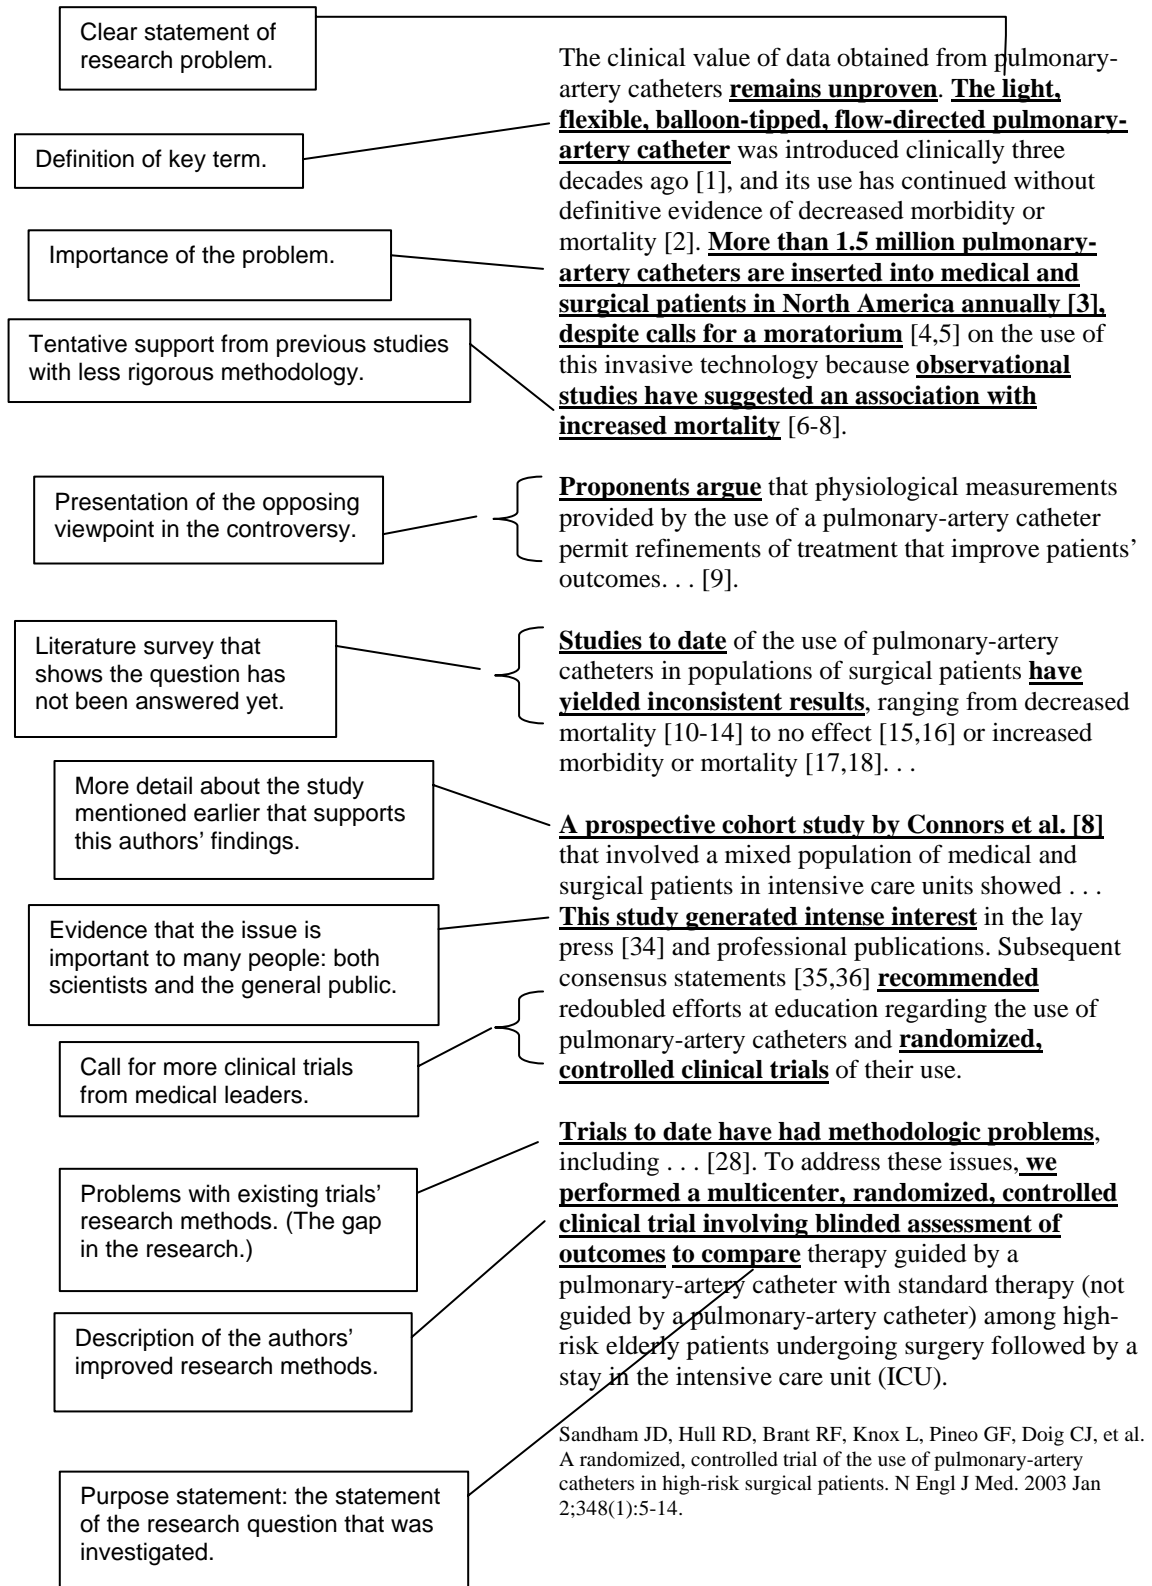 Clear statement of
research problem.
The clinical value of data obtained from pulmonary-
artery catheters remains unproven. The light,
flexible, balloon-tipped, flow-directed pulmonary-
artery catheter was introduced clinically three
decades ago [1], and its use has continued without
definitive evidence of decreased morbidity or
mortality [2]. More than 1.5 million pulmonary-
artery catheters are inserted into medical and
surgical patients in North America annually [3],
despite calls for a moratorium [4,5] on the use of
this invasive technology because observational
studies have suggested an association with
increased mortality [6-8].
Definition of key term.
Importance of the problem.
Tentative support from previous studies
with less rigorous methodology.
Presentation of the opposing
viewpoint in the controversy.
Proponents argue that physiological measurements
provided by the use of a pulmonary-artery catheter
permit refinements of treatment that improve patients’
outcomes. . . [9].
Literature survey that
shows the question has
not been answered yet.
Studies to date of the use of pulmonary-artery
catheters in populations of surgical patients have
yielded inconsistent results, ranging from decreased
mortality [10-14] to no effect [15,16] or increased
morbidity or mortality [17,18]. . .
More detail about the study
mentioned earlier that supports
this authors’ findings.
A prospective cohort study by Connors et al. [8]
that involved a mixed population of medical and
surgical patients in intensive care units showed . . .
This study generated intense interest in the lay
press [34] and professional publications. Subsequent
consensus statements [35,36] recommended
redoubled efforts at education regarding the use of
pulmonary-artery catheters and randomized,
controlled clinical trials of their use.
Evidence that the issue is
important to many people: both
scientists and the general public.
Call for more clinical trials
from medical leaders.
Trials to date have had methodologic problems,
including . . . [28]. To address these issues, we
performed a multicenter, randomized, controlled
clinical trial involving blinded assessment of
outcomes to compare therapy guided by a
pulmonary-artery catheter with standard therapy (not
guided by a pulmonary-artery catheter) among high-
risk elderly patients undergoing surgery followed by a
stay in the intensive care unit (ICU).
Problems with existing trials’
research methods. (The gap
in the research.)
Description of the authors’
improved research methods.
Purpose statement: the statement
of the research question that was
investigated.
Sandham JD, Hull RD, Brant RF, Knox L, Pineo GF, Doig CJ, et al.
A randomized, controlled trial of the use of pulmonary-artery
catheters in high-risk surgical patients. N Engl J Med. 2003 Jan
2;348(1):5-14.